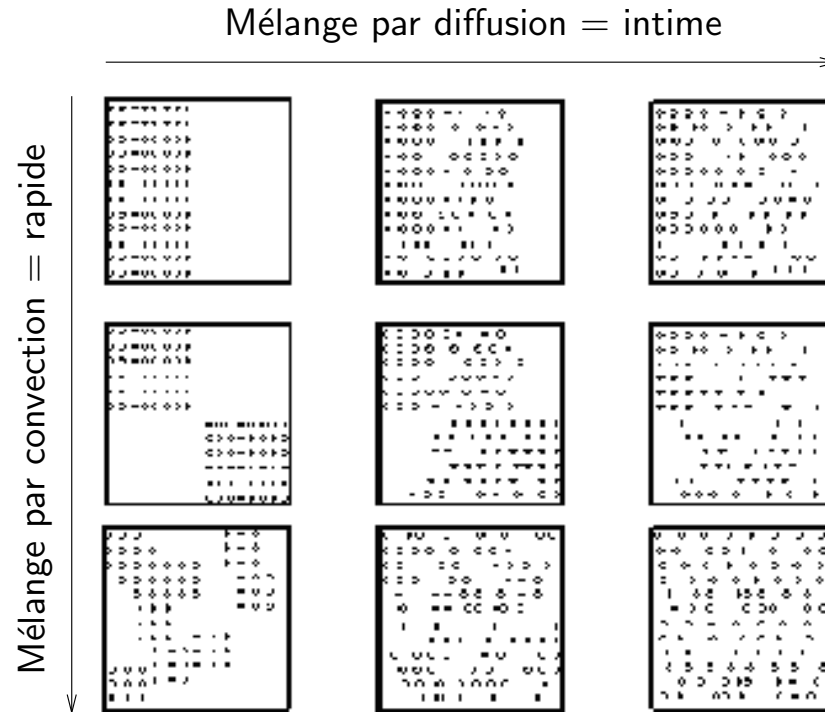 Mélange par diffusion = intime
Mélange par convection = rapide